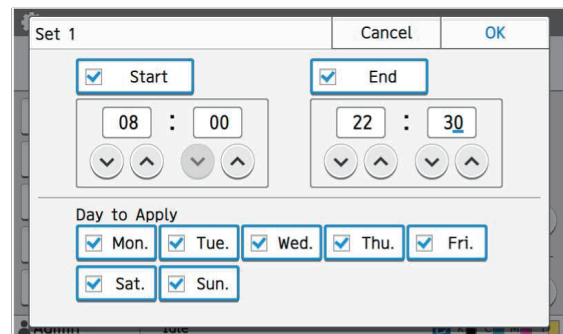 Set 1 Cancel OK
Start End
08 : 00 22 : 30
Day to Apply
Mon. Tue. Wed. Thu. Fri.
Sat. Sun.
Admin Idle